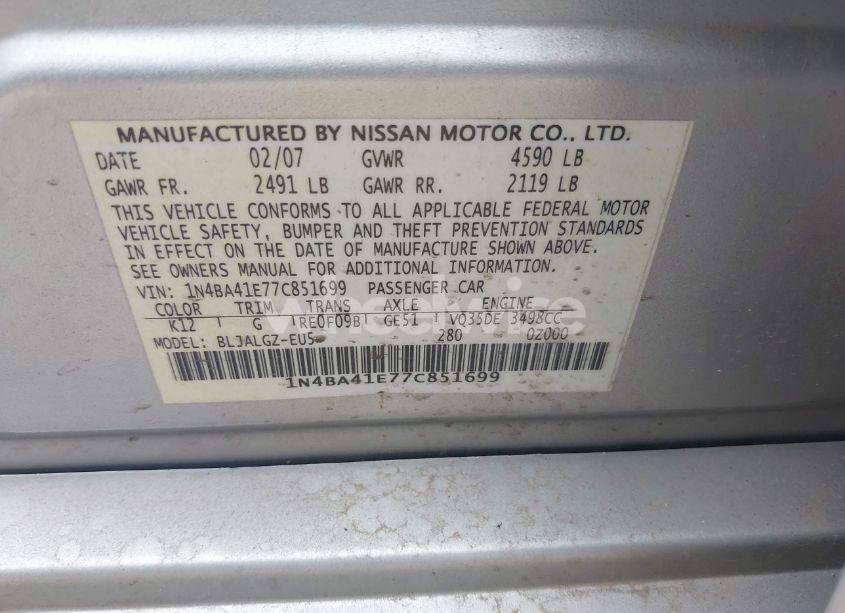 MANUFACTURED BY NISSAN MOTOR CO., LTD.
DATE 02/07 GVWR 4590 LB
GAWR FR. 2491 LB GAWR RR. 2119 LB
THIS VEHICLE CONFORMS TO ALL APPLICABLE FEDERAL MOTOR
VEHICLE SAFETY, BUMPER AND THEFT PREVENTION STANDARDS
IN EFFECT ON THE DATE OF MANUFACTURE SHOWN ABOVE.
SEE OWNERS MANUAL FOR ADDITIONAL INFORMATION.
VIN: 1N4BA41E77C851699 PASSENGER CAR
COLOR TRIM TRANS AXLE ENGINE
K12 G RE0F09B GE51 VQ35DE 3498CC
MODEL: BLJALGZ-EU5 280 0Z000
1N4BA41E77C851699